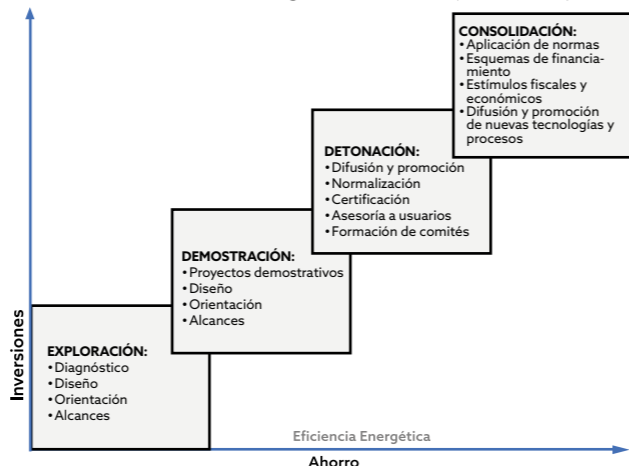 CONSOLIDACIÓN:
• Aplicación de normas
• Esquemas de financia-
miento
• Estímulos fiscales y
económicos
• Difusión y promoción
de nuevas tecnologías y
procesos
DETONACIÓN:
• Difusión y promoción
• Normalización
• Certificación
• Asesoría a usuarios
• Formación de comités
DEMOSTRACIÓN:
• Proyectos demostrativos
• Diseño
• Orientación
• Alcances
EXPLORACIÓN:
• Diagnóstico
• Diseño
• Orientación
• Alcances
Inversiones
Eficiencia Energética
Ahorro